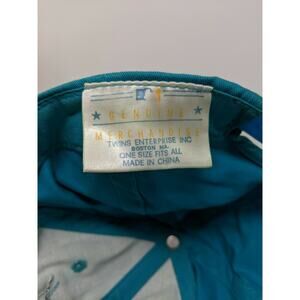 GENUINE
MERCHANDISE
TWINS ENTERPRISE INC
BOSTON MA.
ONE SIZE FITS ALL
MADE IN CHINA